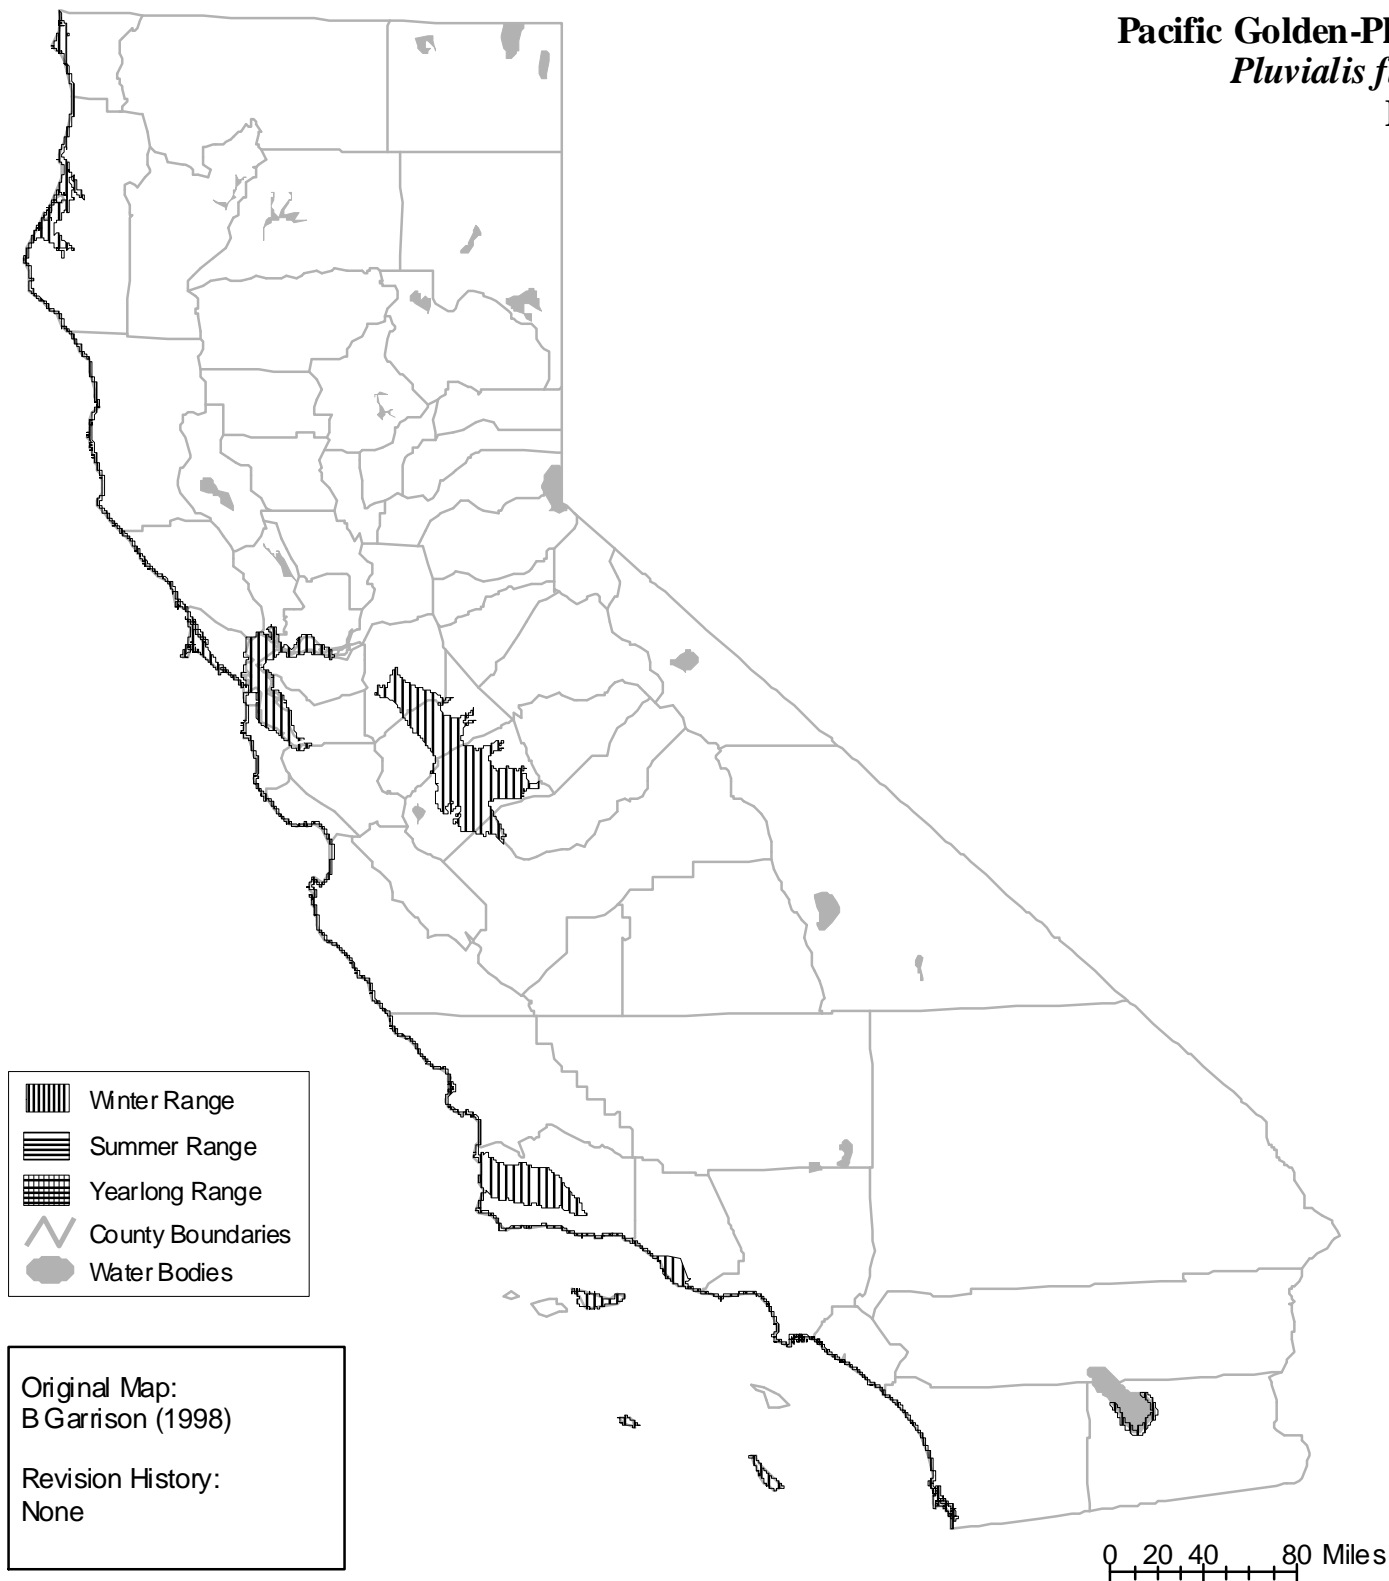 Pacific Golden-Pl
Pluvialis f
Winter Range
Summer Range
Yearlong Range
County Boundaries
Water Bodies
Original Map:
B Garrison (1998)
Revision History:
None
0 20 40 80 Miles